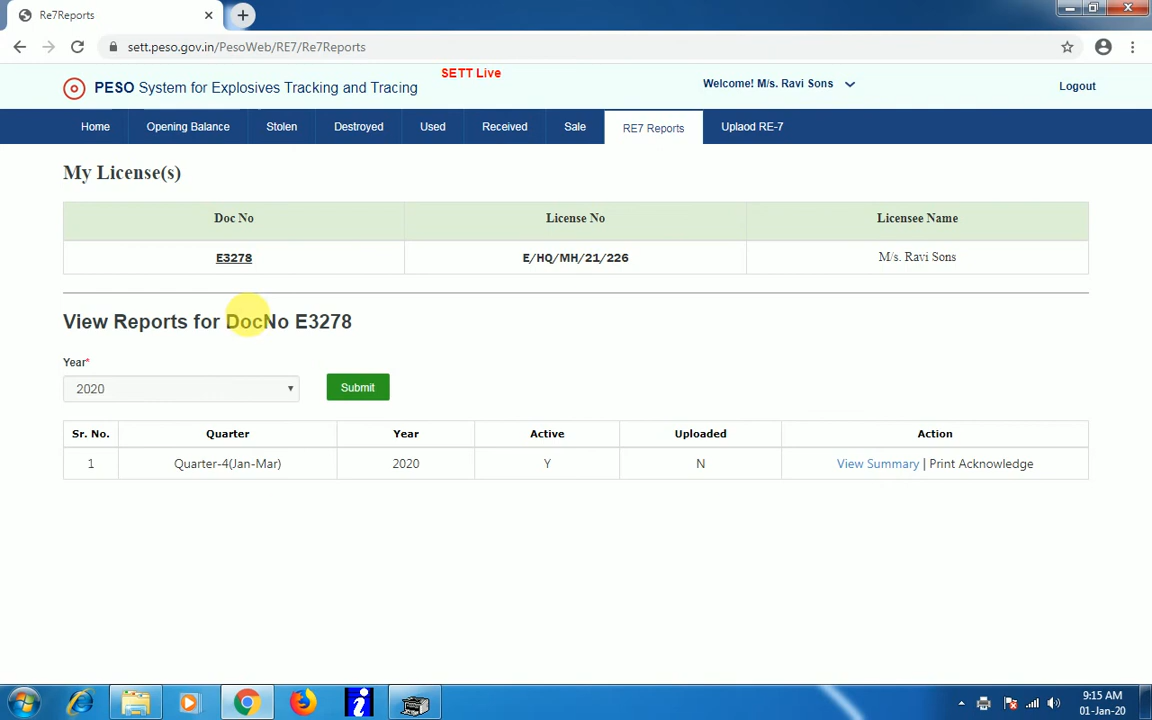 Re7Reports
sett.peso.gov.in/PesoWeb/RE7/Re7Reports
SETT Live
PESO System for Explosives Tracking and Tracing
Welcome! M/s. Ravi Sons
Logout
Home Opening Balance Stolen Destroyed Used Received Sale RE7 Reports Uplaod RE-7
My License(s)
Doc No License No Licensee Name
E3278 E/HQ/MH/21/226 M/s. Ravi Sons
View Reports for DocNo E3278
Year*
2020 Submit
Sr. No. Quarter Year Active Uploaded Action
1 Quarter-4(Jan-Mar) 2020 Y N View Summary | Print Acknowledge
9:15 AM
01-Jan-20